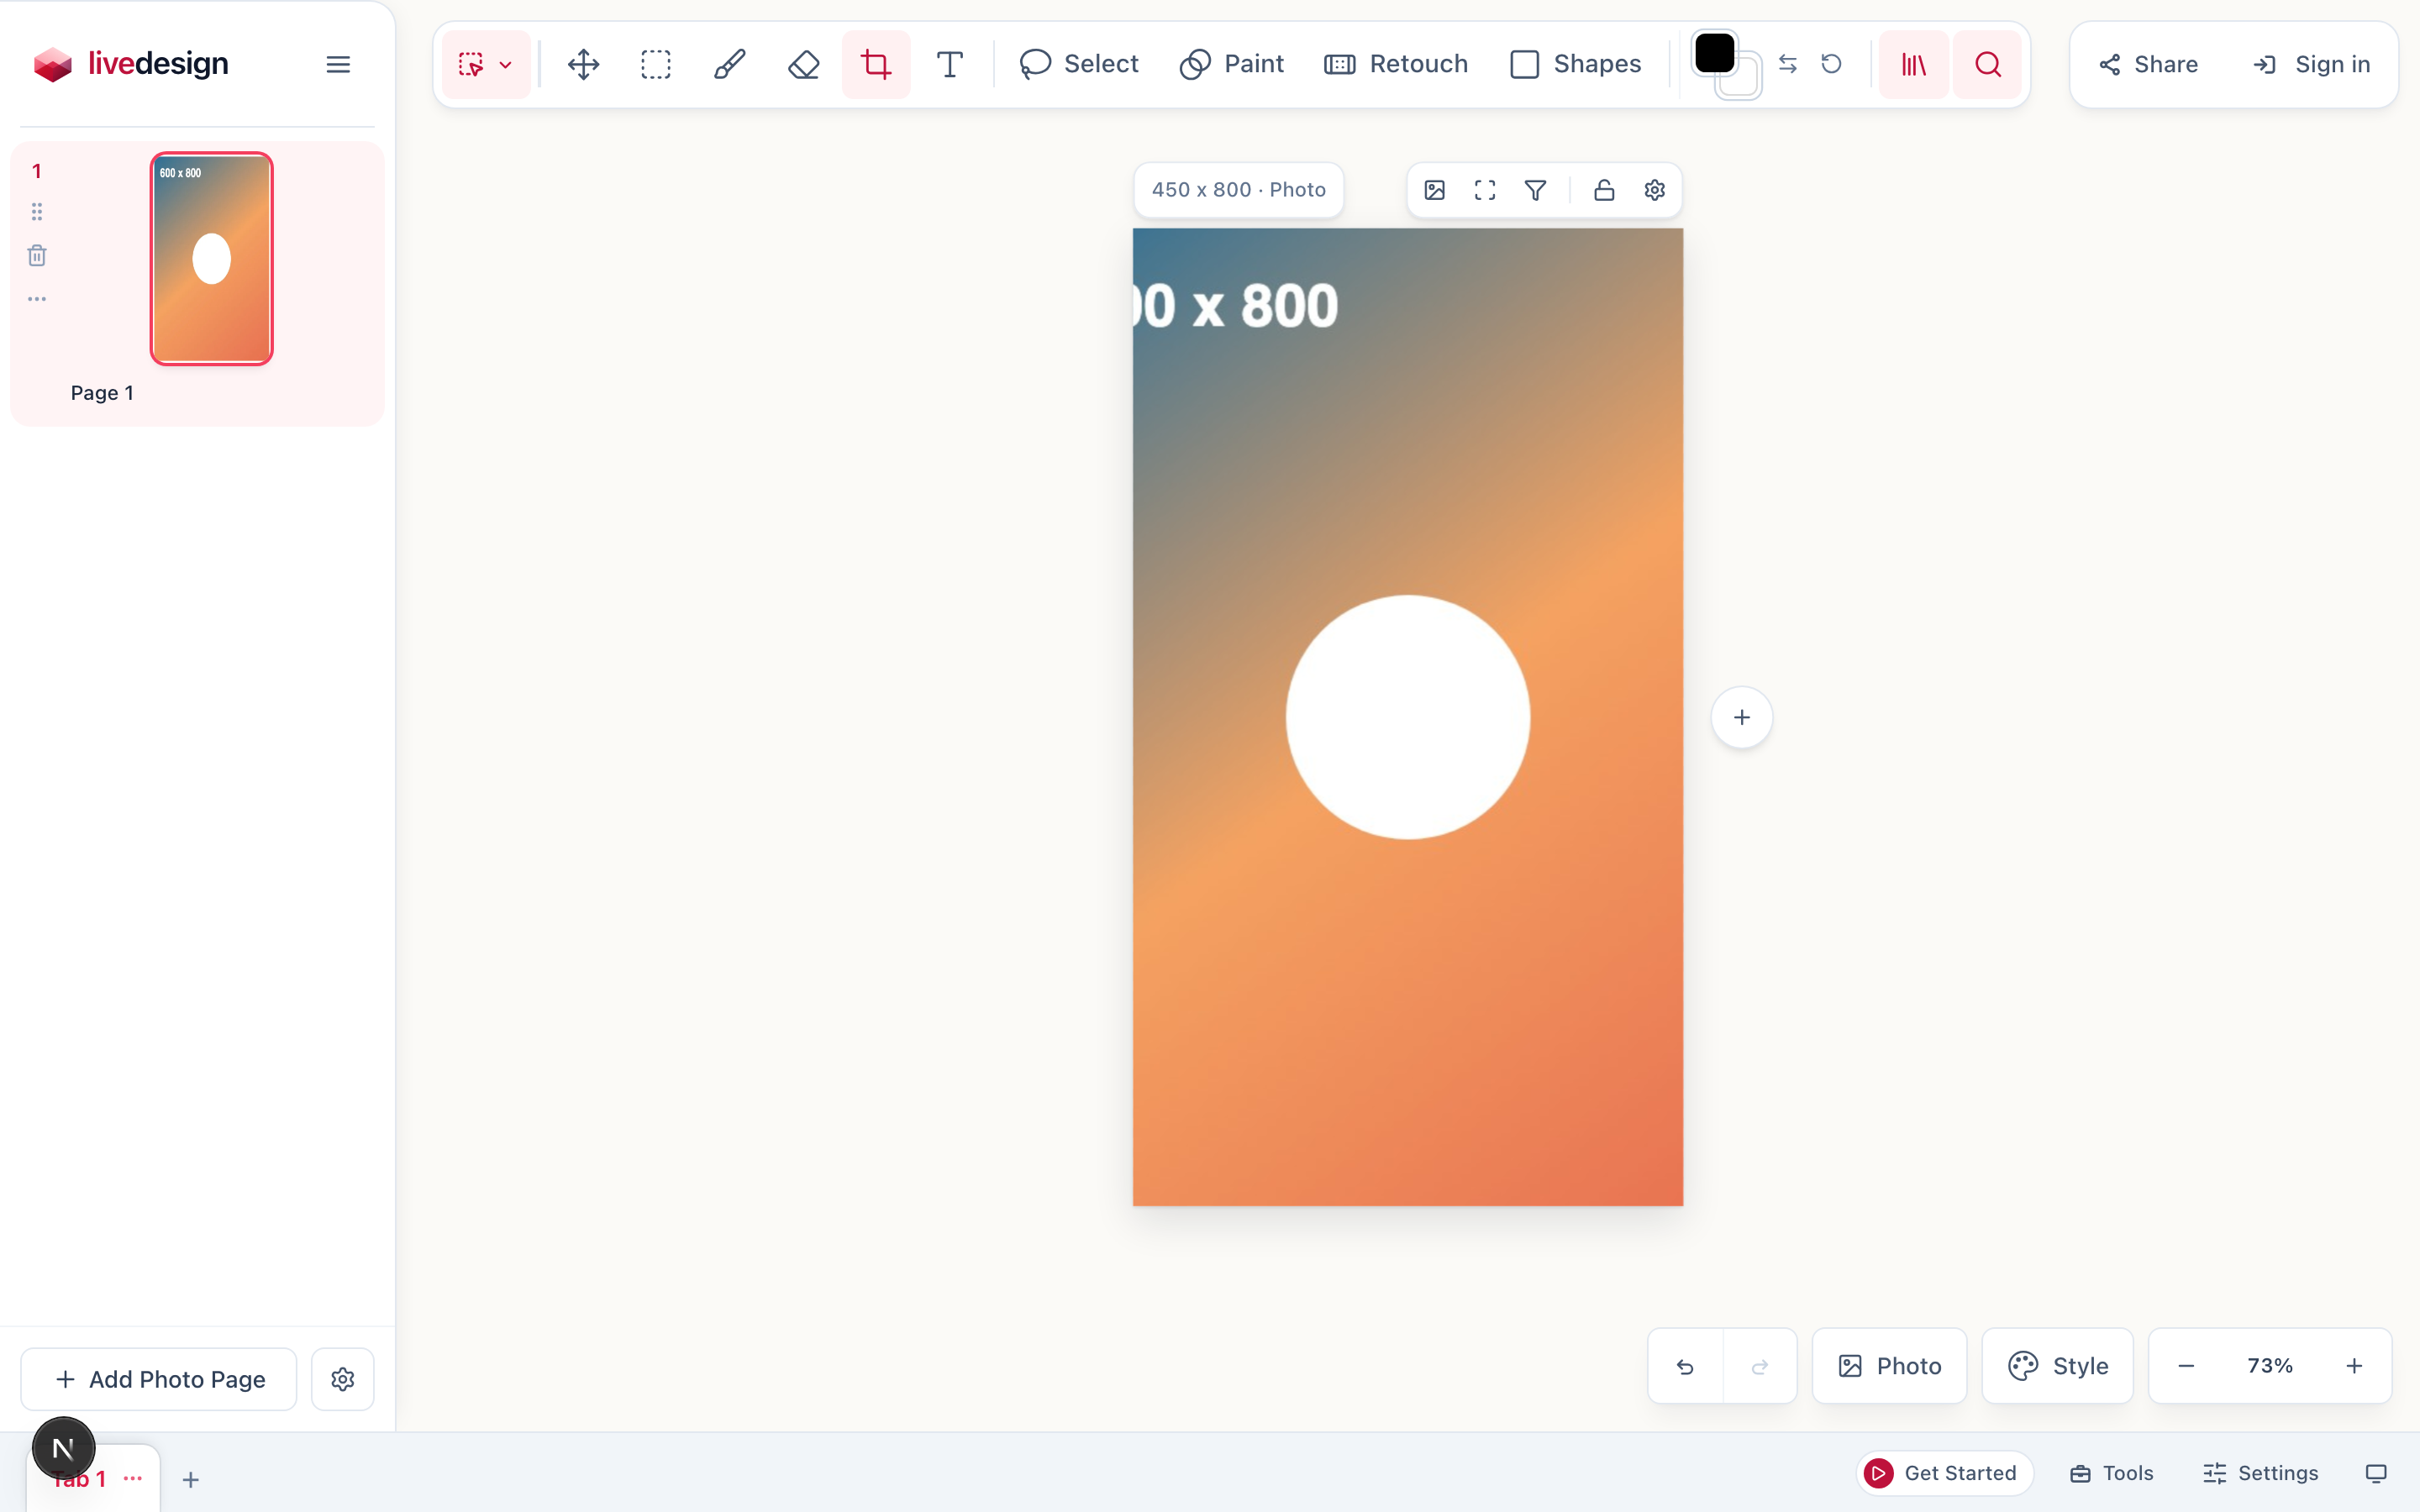 livedesign
Select
Paint
Retouch
Shapes
Share
Sign in
1
600 x 800
Page 1
450 x 800 · Photo
00 x 800
Add Photo Page
Photo
Style
73%
N
Tab 1
Get Started
Tools
Settings